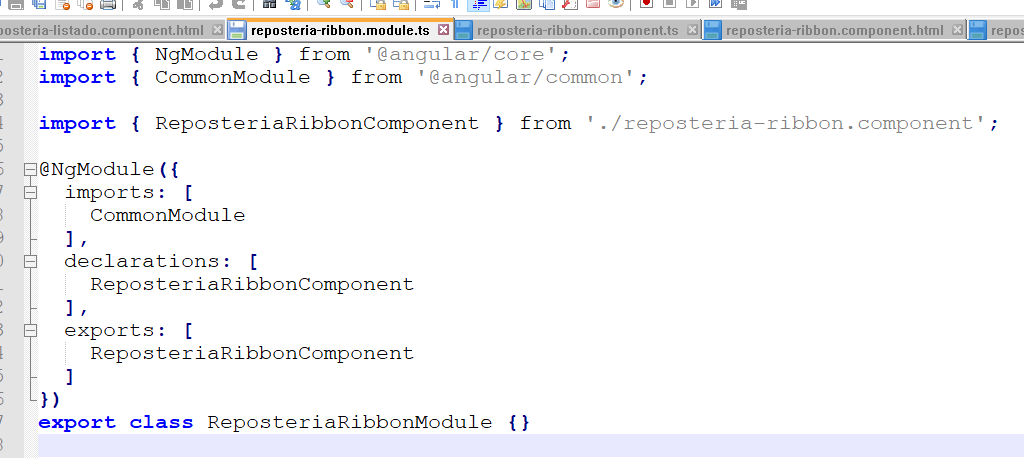 posteria-listado.component.html reposteria-ribbon.module.ts reposteria-ribbon.component.ts reposteria-ribbon.component.html repos
import { NgModule } from '@angular/core';
import { CommonModule } from '@angular/common';
import { ReposteriaRibbonComponent } from './reposteria-ribbon.component';
@NgModule({
imports: [
CommonModule
],
declarations: [
ReposteriaRibbonComponent
],
exports: [
ReposteriaRibbonComponent
]
})
export class ReposteriaRibbonModule {}